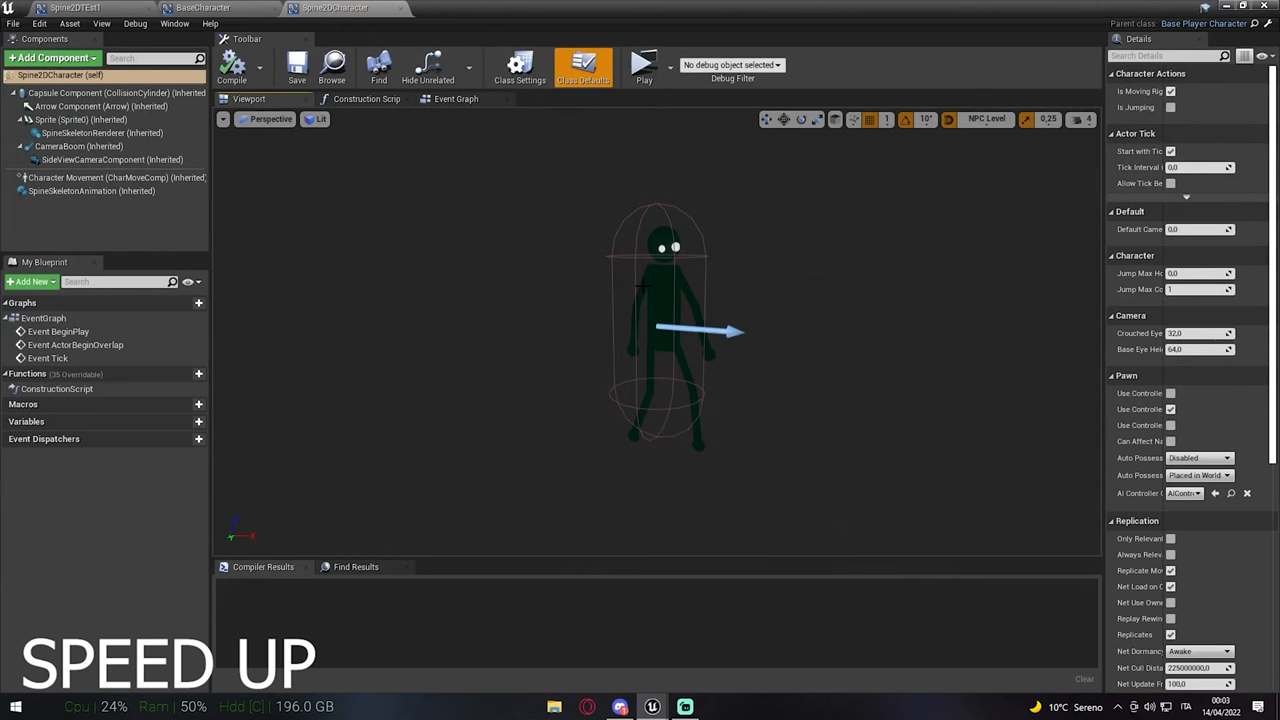 Spine2DTEst1
BaseCharacter
Spine2DCharacter
File Edit Asset View Debug Window Help
Parent class: Base Player Character
Components
Toolbar
Details
+Add Component
Search
Search Details
Spine2DCharacter (self)
Capsule Component (CollisionCylinder) (Inherited)
Arrow Component (Arrow) (Inherited)
Sprite (Sprite0) (Inherited)
SpineSkeletonRenderer (Inherited)
CameraBoom (Inherited)
SideViewCameraComponent (Inherited)
Character Movement (CharMoveComp) (Inherited)
SpineSkeletonAnimation (Inherited)
Compile Save Browse Find Hide Unrelated Class Settings Class Defaults Play
No debug object selected
Debug Filter
Viewport Construction Scrip Event Graph
Perspective Lit
1 10° NPC Level 0,25 4
My Blueprint
+Add New Search
Graphs
EventGraph
Event BeginPlay
Event ActorBeginOverlap
Event Tick
Functions (35 Overridable)
ConstructionScript
Macros
Variables
Event Dispatchers
Compiler Results Find Results
Clear
Character Actions
Is Moving Rig
Is Jumping
Actor Tick
Start with Tic
Tick Interval 0,0
Allow Tick Be
Default
Default Came 0,0
Character
Jump Max Ho 0,0
Jump Max Co 1
Camera
Crouched Eye 32,0
Base Eye Hei 64,0
Pawn
Use Controlle
Use Controlle
Use Controlle
Can Affect Na
Auto Possess Disabled
Auto Possess Placed in World
AI Controller C AIContr
Replication
Only Relevan
Always Relev
Replicate Mov
Net Load on C
Net Use Owne
Replay Rewin
Replicates
Net Dormanc Awake
Net Cull Dista 225000000,0
Net Update Fr 100,0
SPEED UP
Cpu | 24% Ram | 50% Hdd [C] | 196.0 GB
10°C Sereno
ITA
00:03
14/04/2022